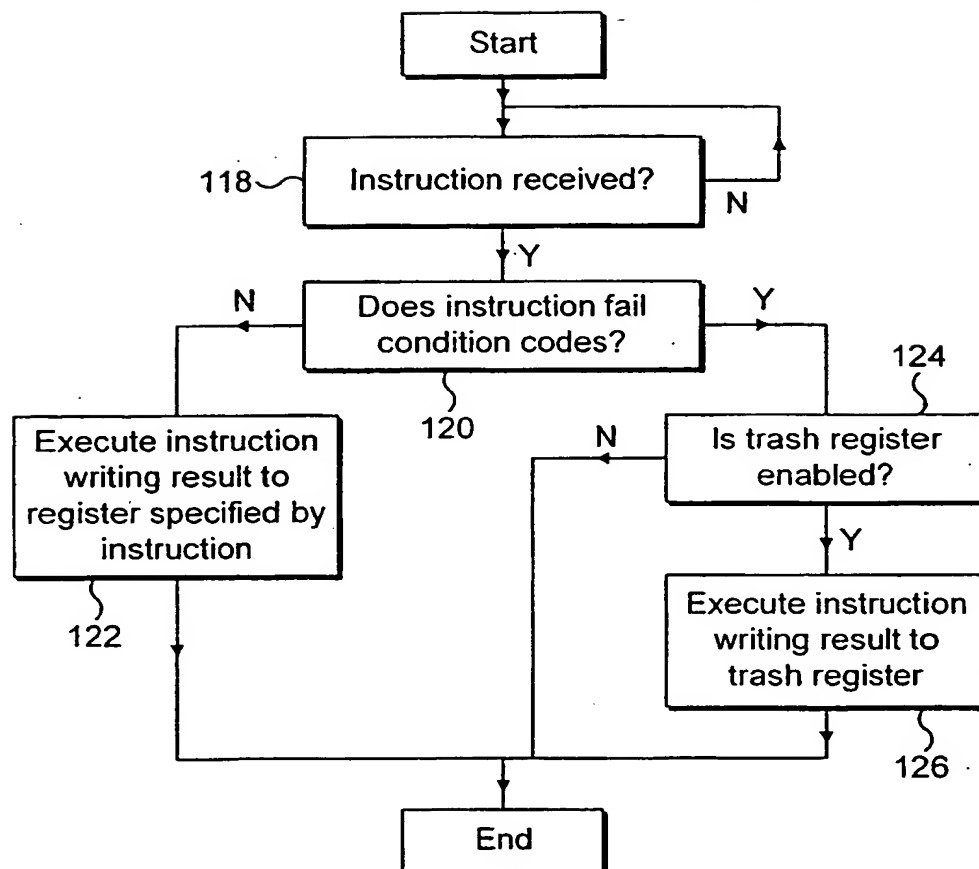 Start
118
Instruction received?
N
Y
N
Does instruction fail
condition codes?
Y
120
124
Execute instruction
writing result to
register specified by
instruction
122
N
Is trash register
enabled?
Y
Execute instruction
writing result to
trash register
126
End